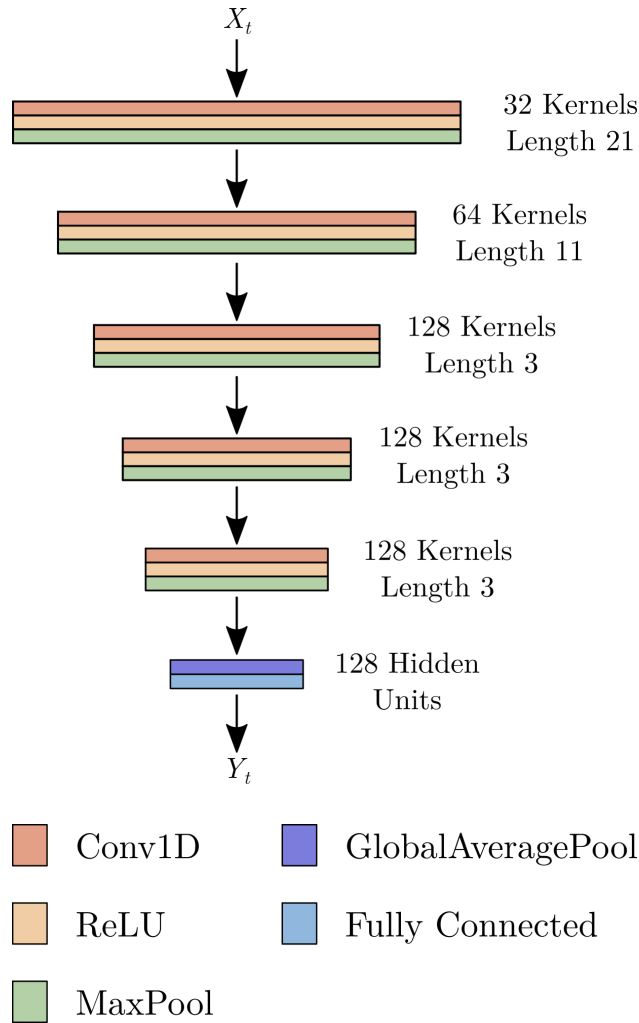 X_t
32 Kernels
Length 21
64 Kernels
Length 11
128 Kernels
Length 3
128 Kernels
Length 3
128 Kernels
Length 3
128 Hidden
Units
Y_t
Conv1D
GlobalAveragePool
ReLU
Fully Connected
MaxPool